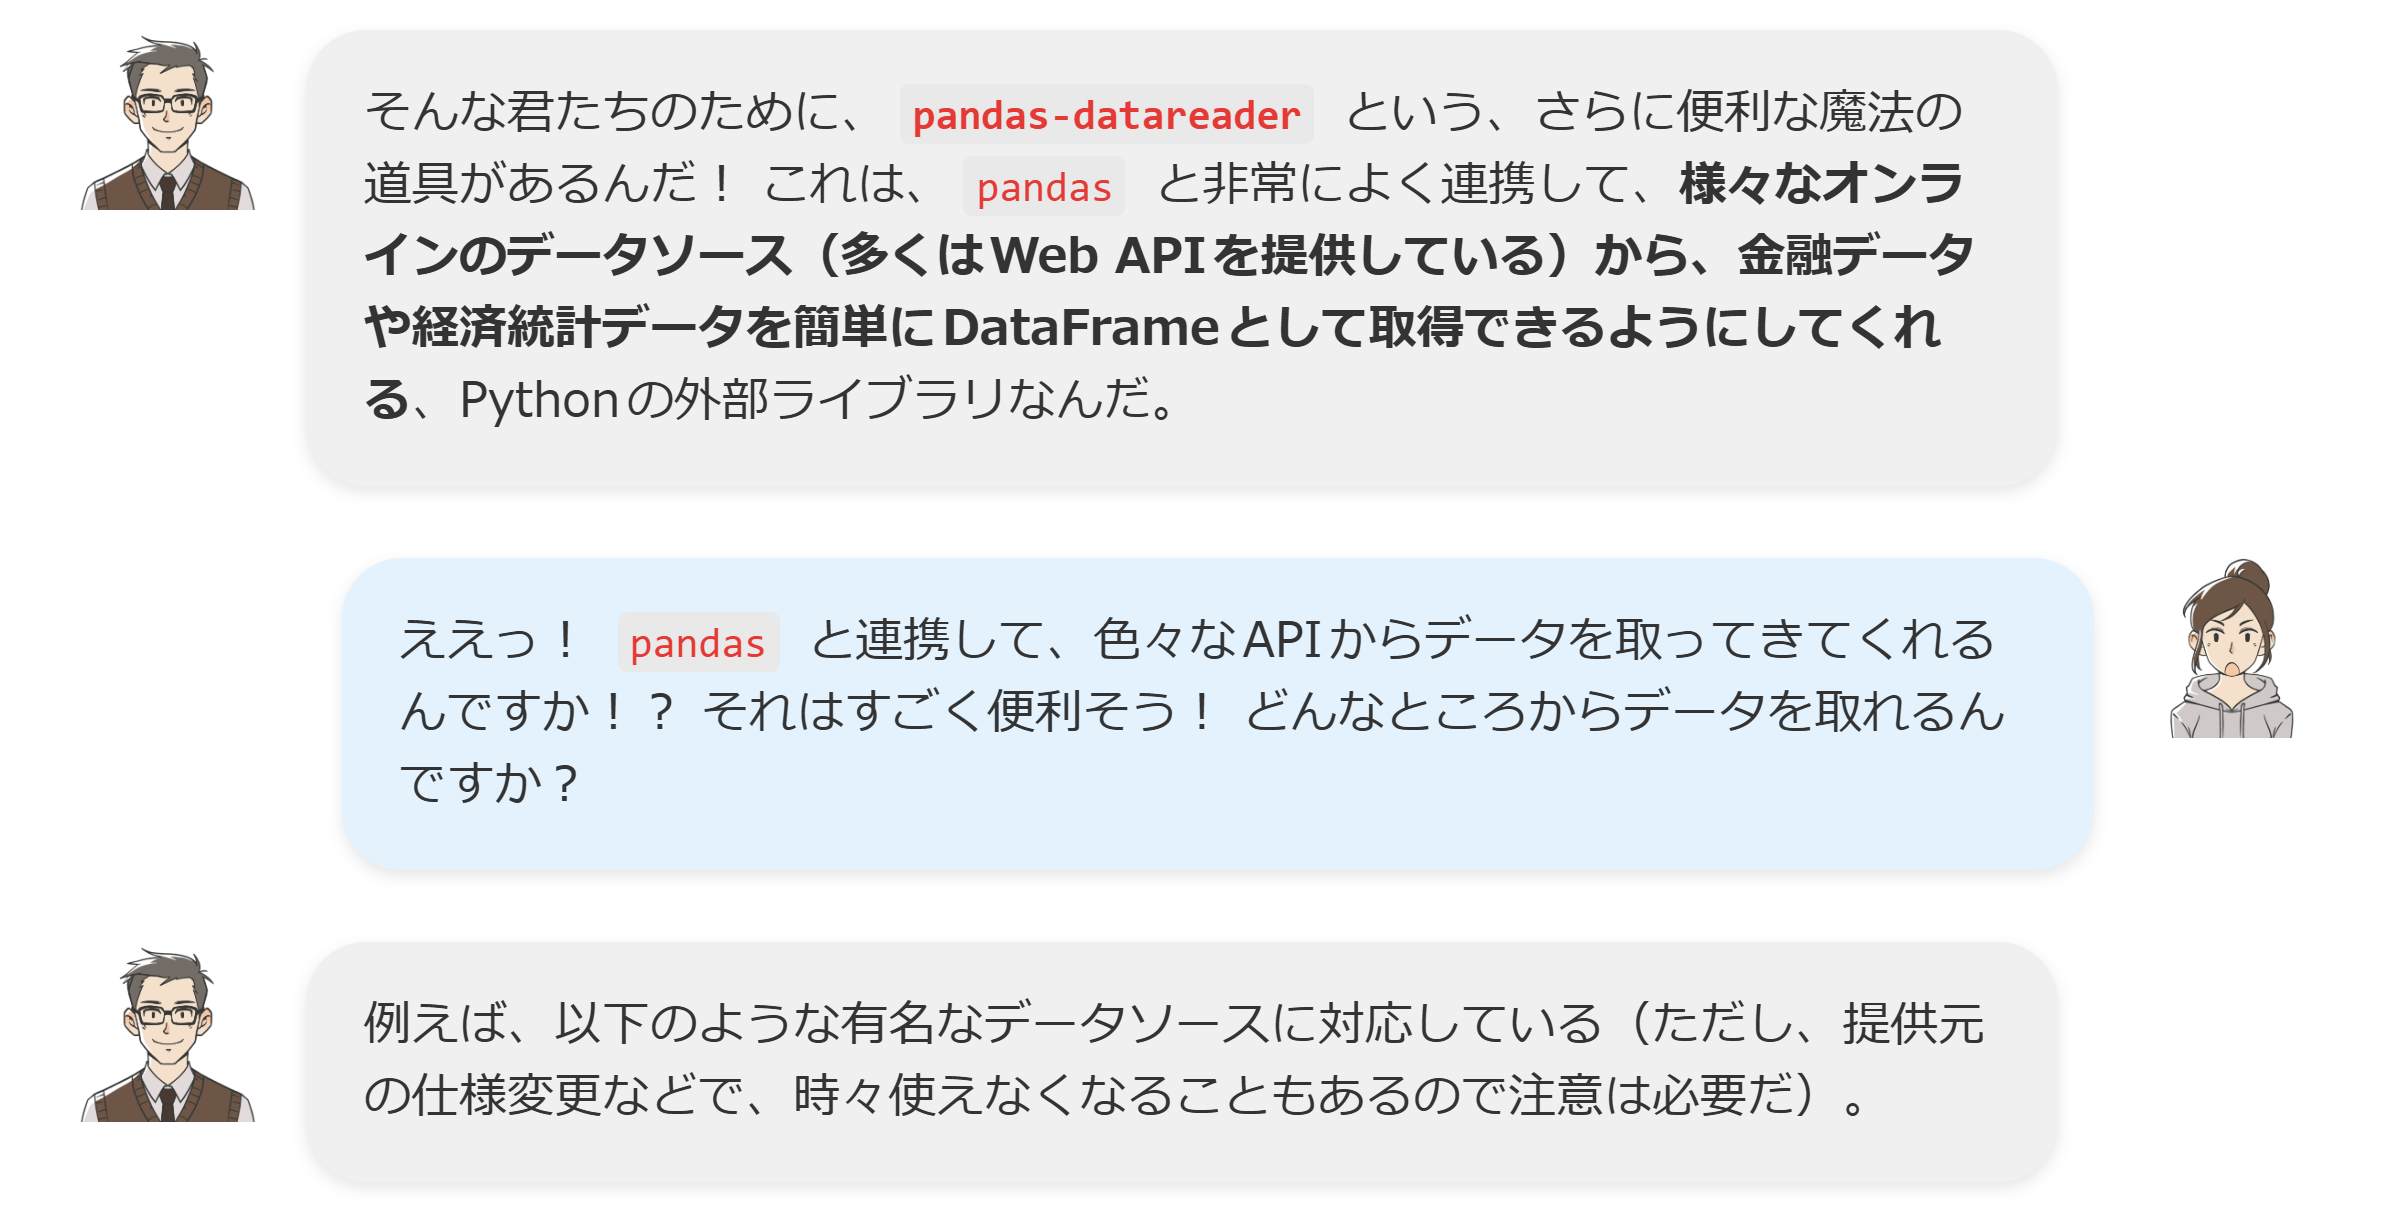 そんな君たちのために、 pandas-datareader という、さらに便利な魔法の
道具があるんだ！ これは、 pandas と非常によく連携して、様々なオンラ
インのデータソース（多くはWeb APIを提供している）から、金融データ
や経済統計データを簡単にDataFrameとして取得できるようにしてくれ
る、Pythonの外部ライブラリなんだ。
ええっ！ pandas と連携して、色々なAPIからデータを取ってきてくれる
んですか！？ それはすごく便利そう！ どんなところからデータを取れるん
ですか？
例えば、以下のような有名なデータソースに対応している（ただし、提供元
の仕様変更などで、時々使えなくなることもあるので注意は必要だ）。